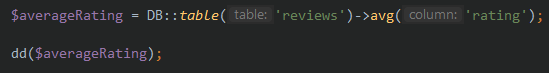 $averageRating = DB::table( table: 'reviews')->avg( column: 'rating');
dd($averageRating);